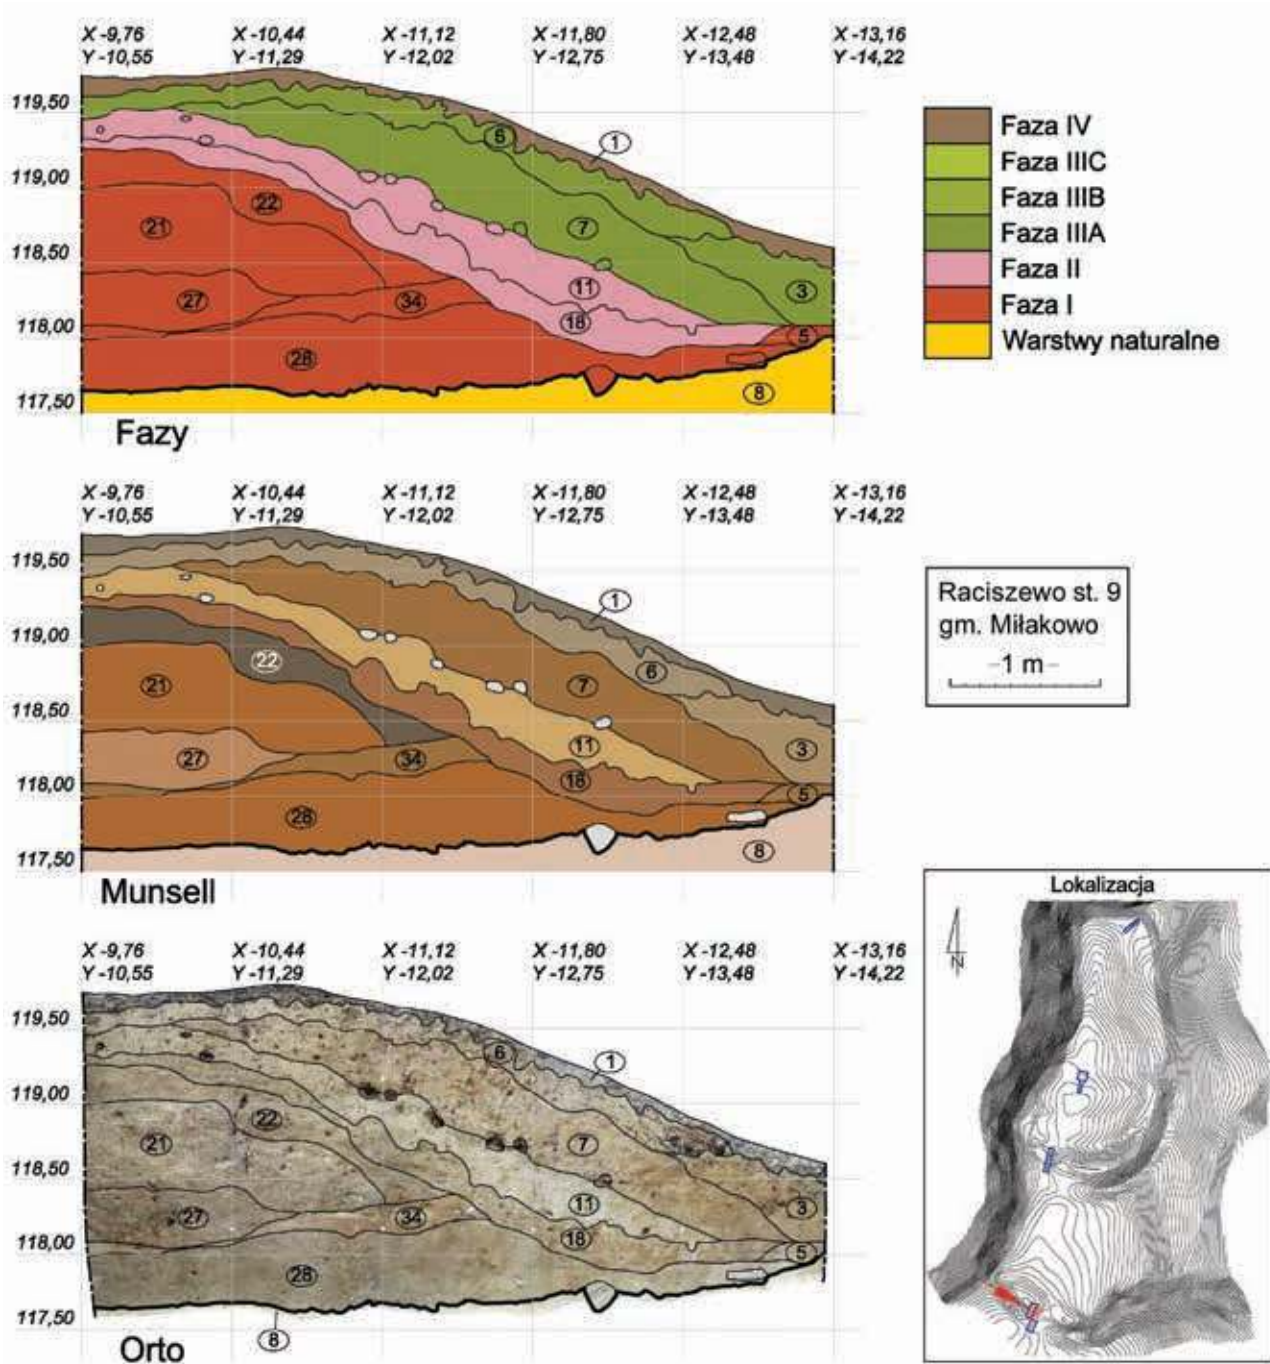 X -9,76 X -10,44 X -11,12 X -11,80 X -12,48 X -13,16
Y -10,55 Y -11,29 Y -12,02 Y -12,75 Y -13,48 Y -14,22
119,50
119,00
118,50
118,00
117,50
1
6
22
21
7
27
34
11
3
18
5
28
8
Fazy
Faza IV
Faza IIIC
Faza IIIB
Faza IIIA
Faza II
Faza I
Warstwy naturalne
X -9,76 X -10,44 X -11,12 X -11,80 X -12,48 X -13,16
Y -10,55 Y -11,29 Y -12,02 Y -12,75 Y -13,48 Y -14,22
119,50
119,00
118,50
118,00
117,50
1
22
6
21
7
27
34
11
3
18
5
28
8
Munsell
Raciszewo st. 9
gm. Miłakowo
1 m
X -9,76 X -10,44 X -11,12 X -11,80 X -12,48 X -13,16
Y -10,55 Y -11,29 Y -12,02 Y -12,75 Y -13,48 Y -14,22
119,50
119,00
118,50
118,00
117,50
6
1
22
21
7
11
3
27
34
18
5
28
8
Orto
Lokalizacja
N